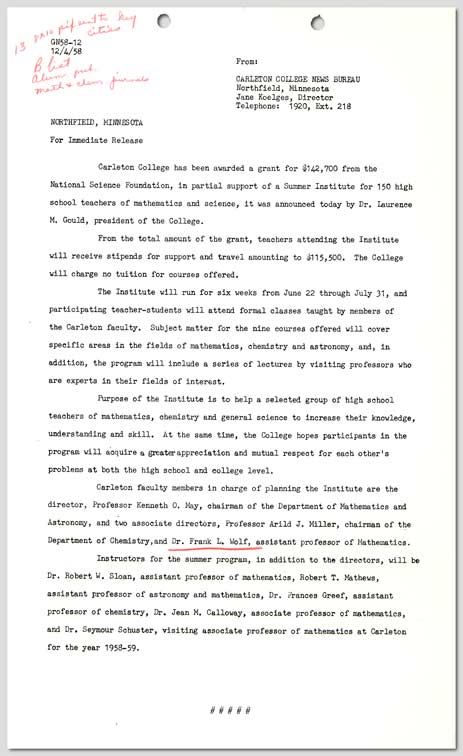 13 orig pif sent to key
cities
GN58-12
12/4/58
B list
Alum pub.
math & chem journals
From:
CARLETON COLLEGE NEWS BUREAU
Northfield, Minnesota
Jane Koelges, Director
Telephone: 1920, Ext. 218
NORTHFIELD, MINNESOTA
For Immediate Release
Carleton College has been awarded a grant for $142,700 from the
National Science Foundation, in partial support of a Summer Institute for 150 high
school teachers of mathematics and science, it was announced today by Dr. Laurence
M. Gould, president of the College.
From the total amount of the grant, teachers attending the Institute
will receive stipends for support and travel amounting to $115,500. The College
will charge no tuition for courses offered.
The Institute will run for six weeks from June 22 through July 31, and
participating teacher-students will attend formal classes taught by members of
the Carleton faculty. Subject matter for the nine courses offered will cover
specific areas in the fields of mathematics, chemistry and astronomy, and, in
addition, the program will include a series of lectures by visiting professors who
are experts in their fields of interest.
Purpose of the Institute is to help a selected group of high school
teachers of mathematics, chemistry and general science to increase their knowledge,
understanding and skill. At the same time, the College hopes participants in the
program will acquire a greater appreciation and mutual respect for each other's
problems at both the high school and college level.
Carleton faculty members in charge of planning the Institute are the
director, Professor Kenneth O. May, chairman of the Department of Mathematics and
Astronomy, and two associate directors, Professor Arild J. Miller, chairman of the
Department of Chemistry,and Dr. Frank L. Wolf, assistant professor of Mathematics.
Instructors for the summer program, in addition to the directors, will be
Dr. Robert W. Sloan, assistant professor of mathematics, Robert T. Mathews,
assistant professor of astronomy and mathematics, Dr. Frances Greef, assistant
professor of chemistry, Dr. Jean M. Calloway, associate professor of mathematics,
and Dr. Seymour Schuster, visiting associate professor of mathematics at Carleton
for the year 1958-59.
# # # # #